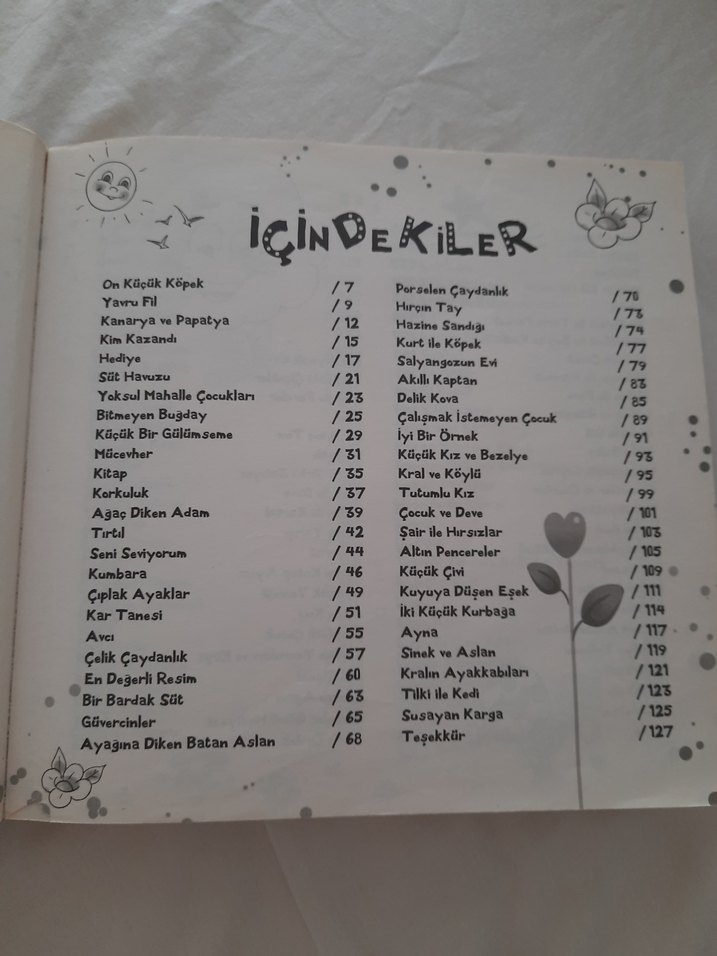 İÇİNDEKİLER
On Küçük Köpek / 7
Yavru Fil / 9
Kanarya ve Papatya / 12
Kim Kazandı / 15
Hediye / 17
Süt Havuzu / 21
Yoksul Mahalle Çocukları / 23
Bitmeyen Buğday / 25
Küçük Bir Gülümseme / 29
Mücevher / 31
Kitap / 35
Korkuluk / 37
Ağaç Diken Adam / 39
Tırtıl / 42
Seni Seviyorum / 44
Kumbara / 46
Çıplak Ayaklar / 49
Kar Tanesi / 51
Avcı / 55
Çelik Çaydanlık / 57
En Değerli Resim / 60
Bir Bardak Süt / 63
Güvercinler / 65
Ayağına Diken Batan Aslan / 68
Porselen Çaydanlık / 70
Hırçın Tay / 73
Hazine Sandığı / 74
Kurt ile Köpek / 77
Salyangozun Evi / 79
Akıllı Kaptan / 83
Delik Kova / 85
Çalışmak İstemeyen Çocuk / 89
İyi Bir Örnek / 91
Küçük Kız ve Bezelye / 93
Kral ve Köylü / 95
Tutumlu Kız / 99
Çocuk ve Deve / 101
Şair ile Hırsızlar / 103
Altın Pencereler / 105
Küçük Çivi / 109
Kuyuya Düşen Eşek / 111
İki Küçük Kurbağa / 114
Ayna / 117
Sinek ve Aslan / 119
Kralın Ayakkabıları / 121
Tilki ile Kedi / 123
Susayan Karga / 125
Teşekkür / 127